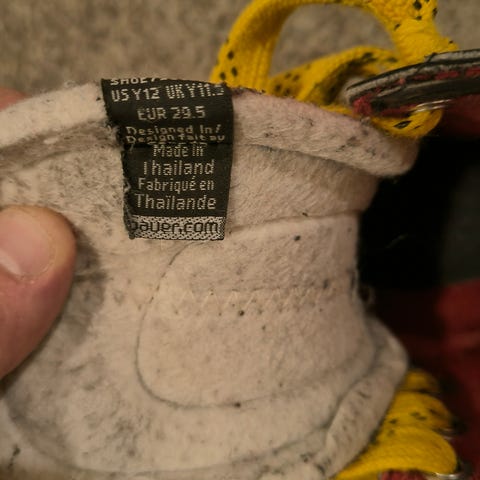 US Y12 UK Y11.5
EUR 29.5
Designed In/
Design fait au
Made in
Thailand
Fabriqué en
Thaïlande
bauer.com